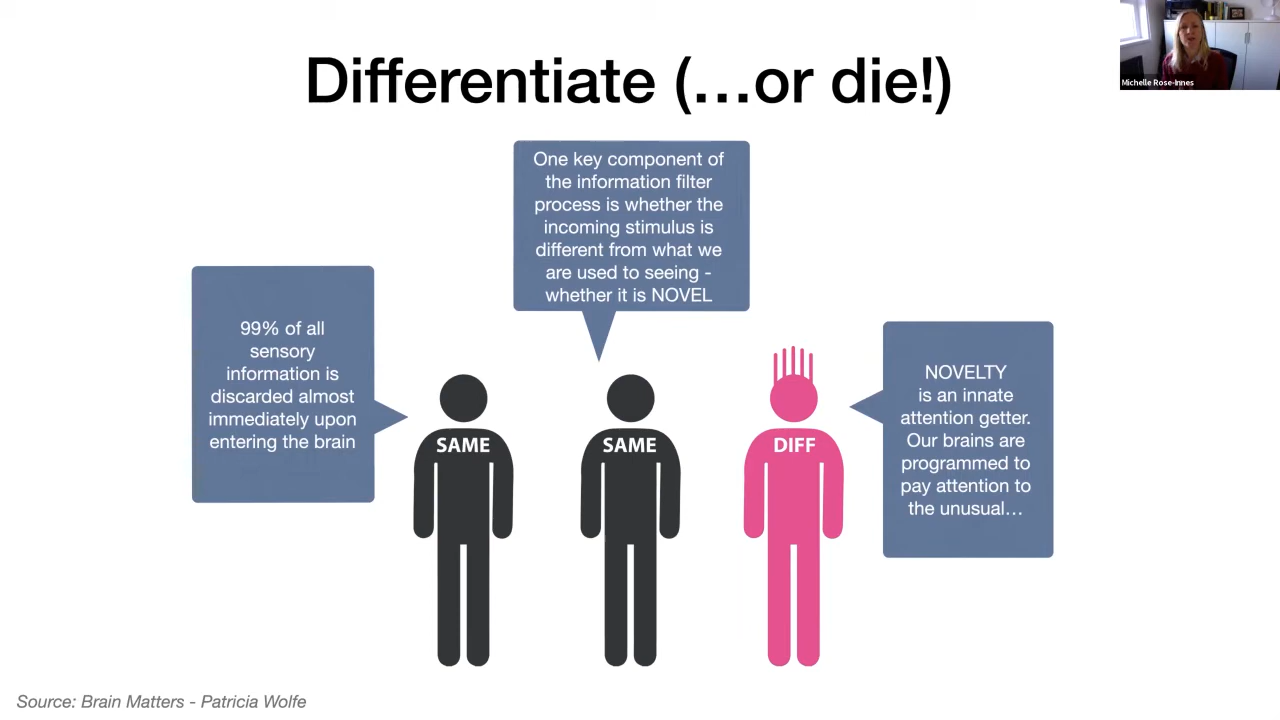 Differentiate (…or die!)
Michelle Rose-Innes
One key component of
the information filter
process is whether the
incoming stimulus is
different from what we
are used to seeing -
whether it is NOVEL
99% of all
sensory
information is
discarded almost
immediately upon
entering the brain
NOVELTY
is an innate
attention getter.
Our brains are
programmed to
pay attention to
the unusual…
SAME
SAME
DIFF
Source: Brain Matters - Patricia Wolfe